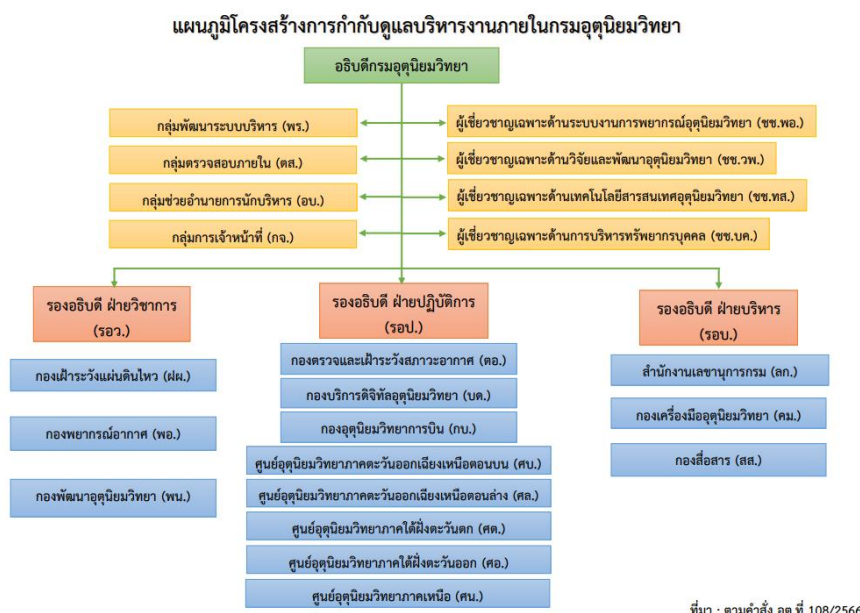 แผนภูมิโครงสร้างการกำกับดูแลบริหารงานภายในกรมอุตุนิยมวิทยา
อธิบดีกรมอุตุนิยมวิทยา
กลุ่มพัฒนาระบบบริหาร (พร.)
ผู้เชี่ยวชาญเฉพาะด้านระบบงานการพยากรณ์อุตุนิยมวิทยา (ชช.พอ.)
กลุ่มตรวจสอบภายใน (ตส.)
ผู้เชี่ยวชาญเฉพาะด้านวิจัยและพัฒนาอุตุนิยมวิทยา (ชช.วพ.)
กลุ่มช่วยอำนายการนักบริหาร (อบ.)
ผู้เชี่ยวชาญเฉพาะด้านเทคโนโลยีสารสนเทศอุตุนิยมวิทยา (ชช.ทส.)
กลุ่มการเจ้าหน้าที่ (กจ.)
ผู้เชี่ยวชาญเฉพาะด้านการบริหารทรัพยากรบุคคล (ชช.บค.)
รองอธิบดี ฝ่ายวิชาการ
(รอว.)
กองเฝ้าระวังแผ่นดินไหว (ฝผ.)
กองพยากรณ์อากาศ (พอ.)
กองพัฒนาอุตุนิยมวิทยา (พน.)
รองอธิบดี ฝ่ายปฏิบัติการ
(รอป.)
กองตรวจและเฝ้าระวังสภาวะอากาศ (ตอ.)
กองบริการดิจิทัลอุตุนิยมวิทยา (บด.)
กองอุตุนิยมวิทยาการบิน (กบ.)
ศูนย์อุตุนิยมวิทยาภาคตะวันออกเฉียงเหนือตอนบน (ศบ.)
ศูนย์อุตุนิยมวิทยาภาคตะวันออกเฉียงเหนือตอนล่าง (ศล.)
ศูนย์อุตุนิยมวิทยาภาคใต้ฝั่งตะวันตก (ศต.)
ศูนย์อุตุนิยมวิทยาภาคใต้ฝั่งตะวันออก (ศอ.)
ศูนย์อุตุนิยมวิทยาภาคเหนือ (ศน.)
รองอธิบดี ฝ่ายบริหาร
(รอบ.)
สำนักงานเลขานุการกรม (ลก.)
กองเครื่องมืออุตุนิยมวิทยา (คม.)
กองสื่อสาร (สส.)
ที่มา : ตามคำสั่ง อต ที่ 108/2566